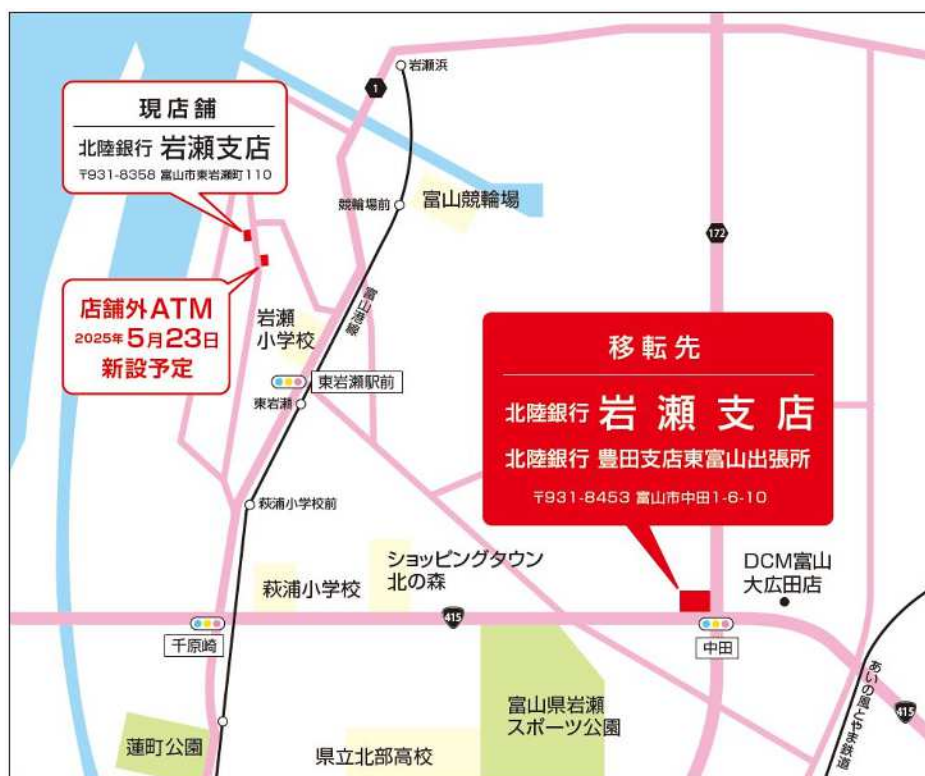 岩瀬浜
1
現店舗
北陸銀行 岩瀬支店
〒931-8358 富山市東岩瀬町110
競輪場前
富山競輪場
172
店舗外ATM
2025年5月23日
新設予定
富山港線
岩瀬
小学校
東岩瀬駅前
東岩瀬
移転先
北陸銀行 岩瀬支店
北陸銀行 豊田支店東富山出張所
〒931-8453 富山市中田1-6-10
萩浦小学校前
萩浦小学校
ショッピングタウン
北の森
DCM富山
大広田店
415
千原崎
中田
あいの風とやま鉄道
415
富山県岩瀬
スポーツ公園
蓮町公園
県立北部高校